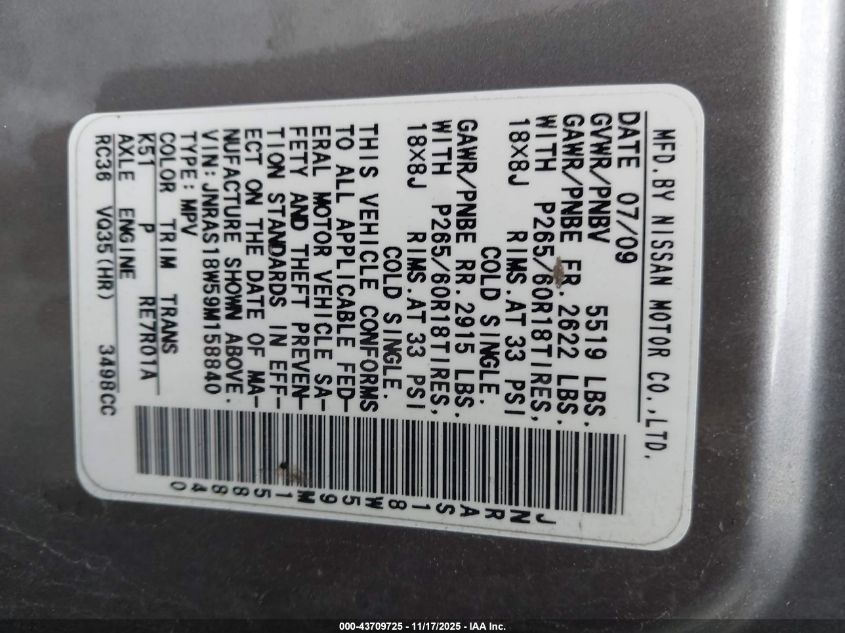 MFD.BY NISSAN MOTOR CO.,LTD.
DATE 07/09
GVWR/PNBV 5519 LBS.
GAWR/PNBE FR. 2622 LBS.
WITH P265/60R18TIRES,
18X8J RIMS.AT 33 PSI
COLD SINGLE.
GAWR/PNBE RR. 2915 LBS.
WITH P265/60R18TIRES,
18X8J RIMS.AT 33 PSI
COLD SINGLE.
THIS VEHICLE CONFORMS
TO ALL APPLICABLE FED-
ERAL MOTOR VEHICLE SA-
FETY AND THEFT PREVEN-
TION STANDARDS IN EFF-
ECT ON THE DATE OF MA-
NUFACTURE SHOWN ABOVE.
VIN:JNRAS18W59M158840
TYPE:MPV
COLOR TRIM TRANS
K51 P RE7R01A
AXLE ENGINE
RC36 VQ35(HR) 3498CC
JNRAS18W59M158840
000-43709725 - 11/17/2025 - IAA Inc.